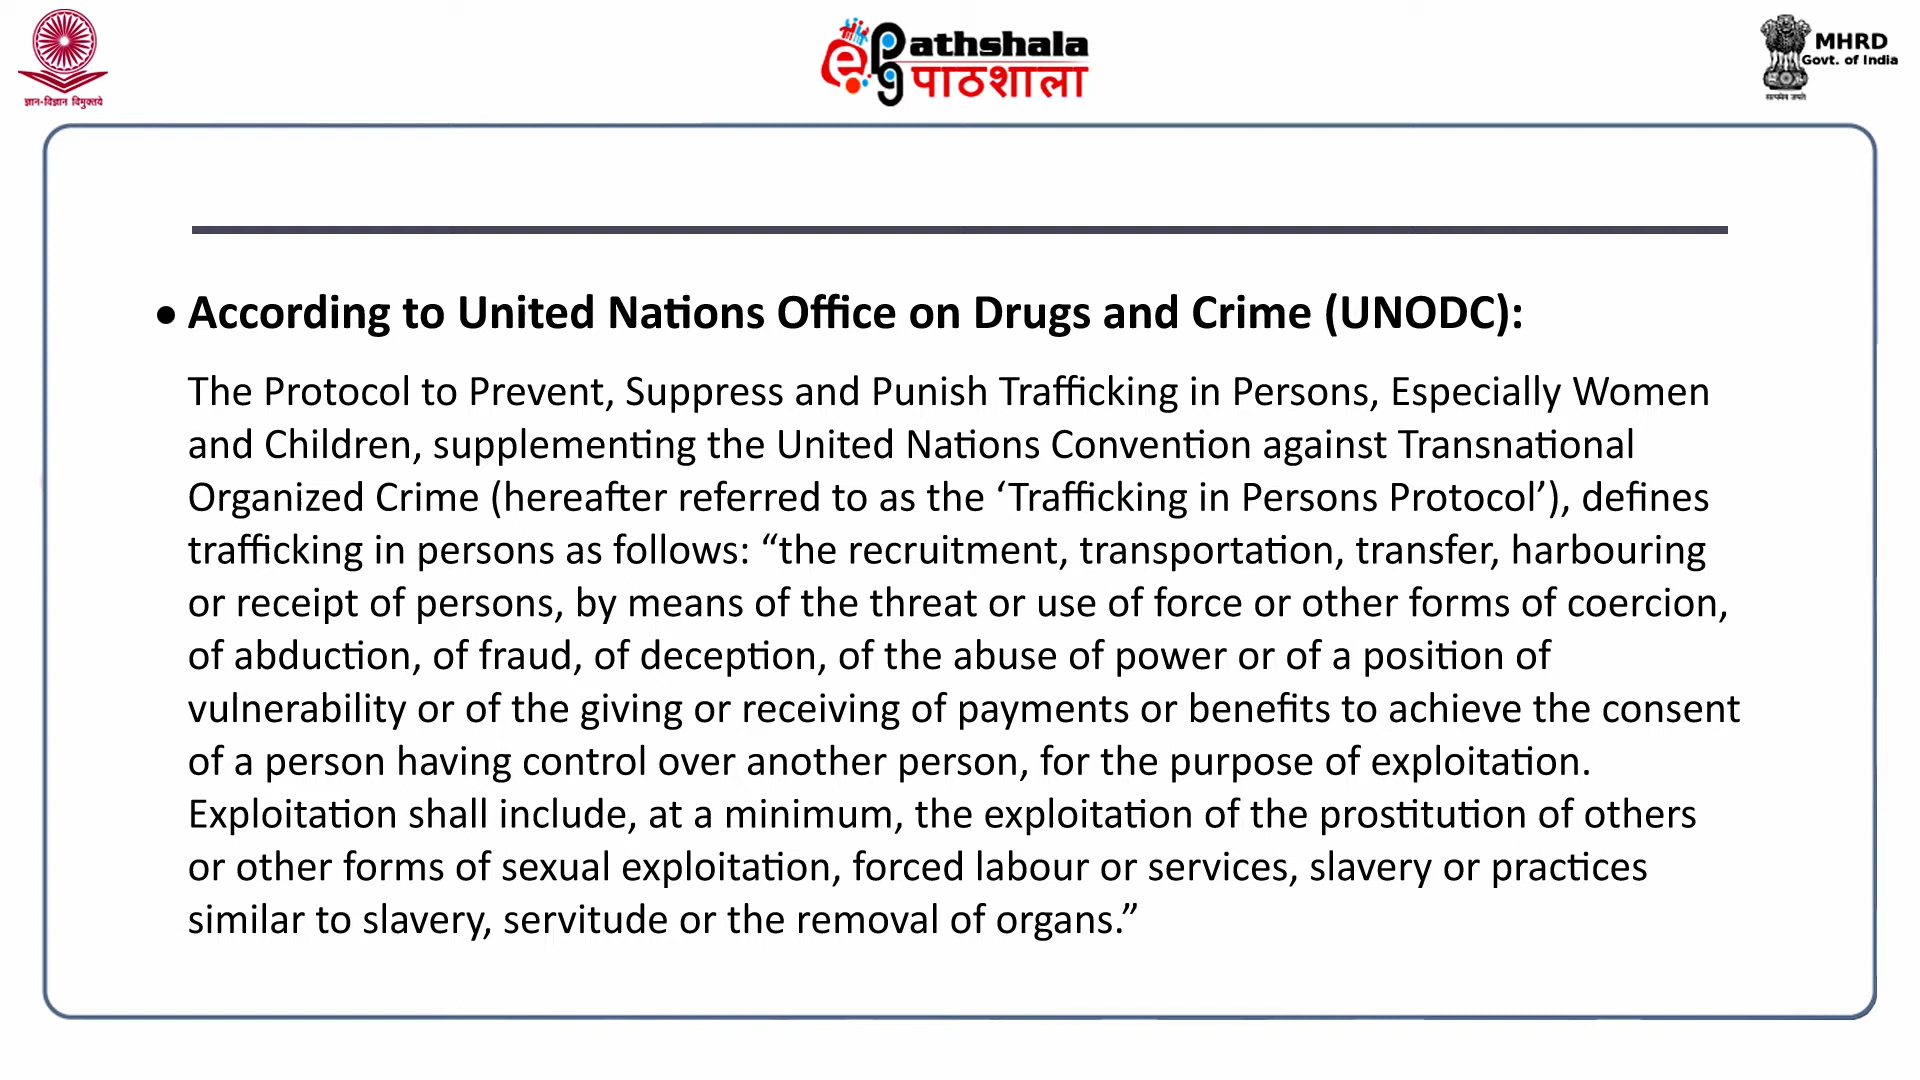 ज्ञान-विज्ञान विमुक्तये
e pg Pathshala
पाठशाला
MHRD
Govt. of India
सत्यमेव जयते
• According to United Nations Office on Drugs and Crime (UNODC):
The Protocol to Prevent, Suppress and Punish Trafficking in Persons, Especially Women
and Children, supplementing the United Nations Convention against Transnational
Organized Crime (hereafter referred to as the ‘Trafficking in Persons Protocol’), defines
trafficking in persons as follows: “the recruitment, transportation, transfer, harbouring
or receipt of persons, by means of the threat or use of force or other forms of coercion,
of abduction, of fraud, of deception, of the abuse of power or of a position of
vulnerability or of the giving or receiving of payments or benefits to achieve the consent
of a person having control over another person, for the purpose of exploitation.
Exploitation shall include, at a minimum, the exploitation of the prostitution of others
or other forms of sexual exploitation, forced labour or services, slavery or practices
similar to slavery, servitude or the removal of organs.”